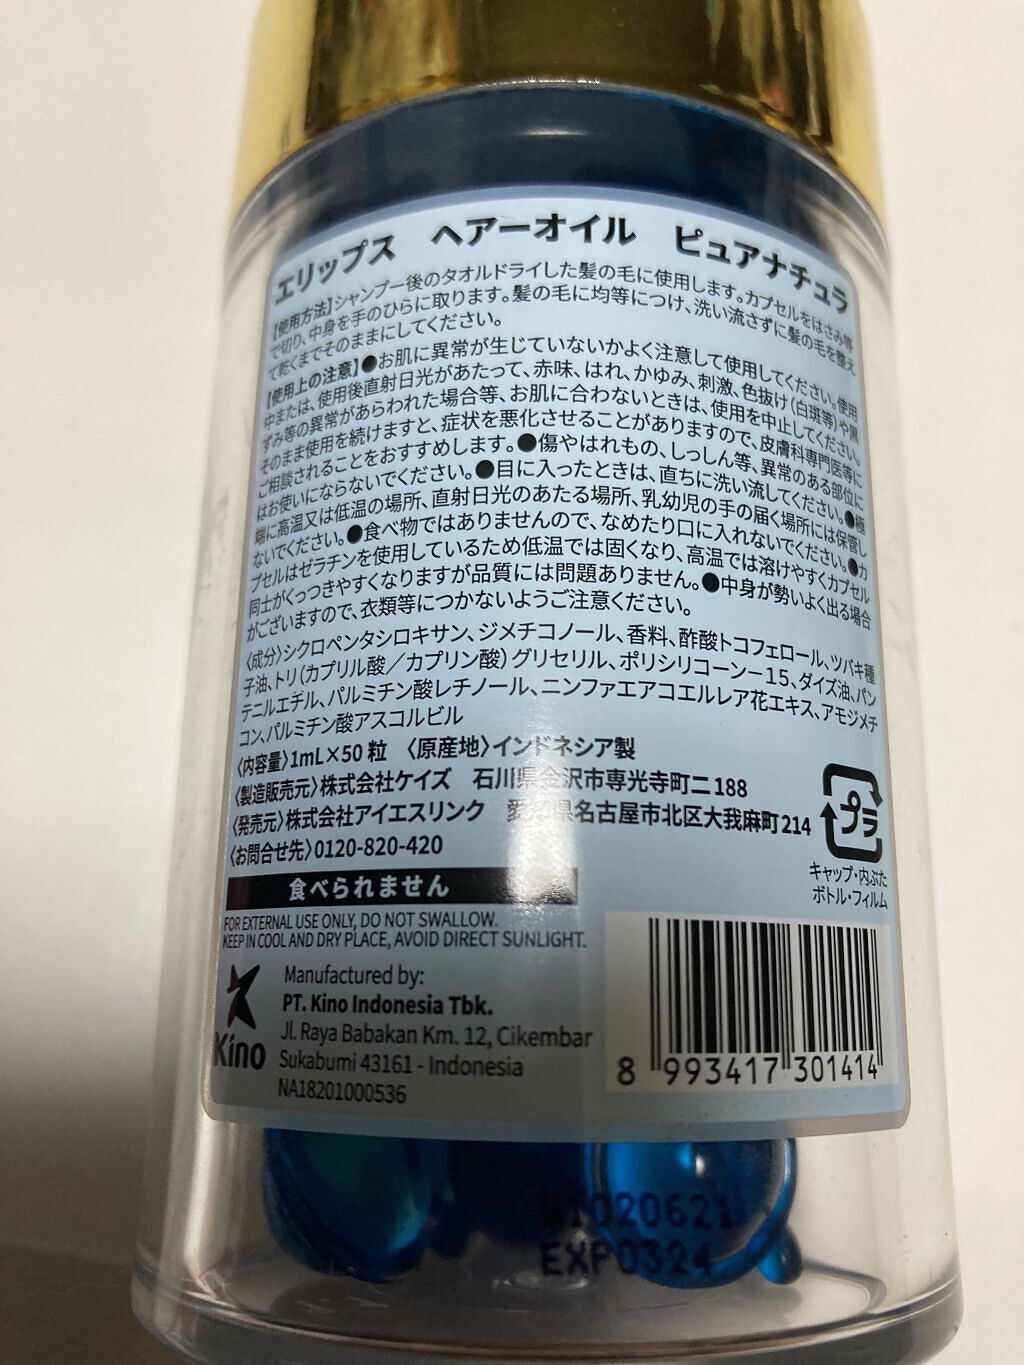 エリップス ヘアーオイル ピュアナチュラ
【使用方法】シャンプー後のタオルドライした髪の毛に使用します。カプセルをはさみ等
で切り、中身を手のひらに取ります。髪の毛に均等につけ、洗い流さずに髪の毛を整え
て乾くまでそのままにしてください。
【使用上の注意】●お肌に異常が生じていないかよく注意して使用してください。使用
中または、使用後直射日光があたって、赤味、はれ、かゆみ、刺激、色抜け(白斑等)や黒
ずみ等の異常があらわれた場合等、お肌に合わないときは、使用を中止してください。
そのまま使用を続けますと、症状を悪化させることがありますので、皮膚科専門医等に
ご相談されることをおすすめします。●傷やはれもの、しっしん等、異常のある部位に
はお使いにならないでください。●目に入ったときは、直ちに洗い流してください。●極
端に高温又は低温の場所、直射日光のあたる場所、乳幼児の手の届く場所には保管し
ないでください。●食べ物ではありませんので、なめたり口に入れないでください。●カ
プセルはゼラチンを使用しているため低温では固くなり、高温では溶けやすくカプセル
同士がくっつきやすくなりますが品質には問題ありません。●中身が勢いよく出る場合
がございますので、衣類等につかないようご注意ください。
〈成分〉シクロペンタシロキサン、ジメチコノール、香料、酢酸トコフェロール、ツバキ種
子油、トリ(カプリル酸／カプリン酸)グリセリル、ポリシリコーン－15、ダイズ油、パン
テニルエチル、パルミチン酸レチノール、ニンファエアコエルレア花エキス、アモジメチ
コン、パルミチン酸アスコルビル
〈内容量〉1mL×50粒 〈原産地〉インドネシア製
〈製造販売元〉株式会社ケイズ 石川県金沢市専光寺町ニ188
〈発売元〉株式会社アイエスリンク 愛知県名古屋市北区大我麻町214
〈お問合せ先〉0120-820-420
プラ
キャップ・内ぶた
ボトル・フィルム
食べられません
FOR EXTERNAL USE ONLY, DO NOT SWALLOW.
KEEP IN COOL AND DRY PLACE, AVOID DIRECT SUNLIGHT.
Kino
Manufactured by:
PT. Kino Indonesia Tbk.
Jl. Raya Babakan Km. 12, Cikembar
Sukabumi 43161 - Indonesia
NA18201000536
8 993417 301414
EXP0324